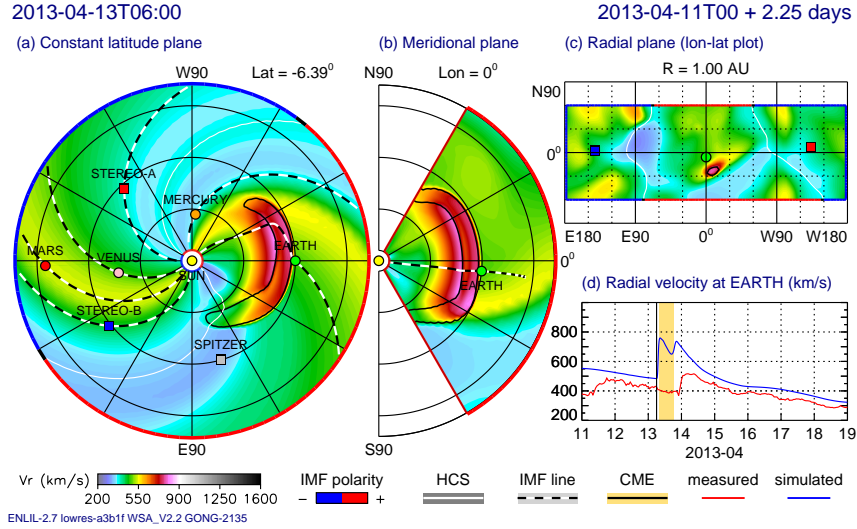 2013-04-13T06:00
2013-04-11T00 + 2.25 days
(a) Constant latitude plane
(b) Meridional plane
(c) Radial plane (lon-lat plot)
W90
Lat = -6.39⁰
N90
Lon = 0⁰
R = 1.00 AU
N90
0⁰
E180
E90
0⁰
W90
W180
STEREO-A
MERCURY
MARS
VENUS
SUN
EARTH
STEREO-B
SPITZER
E90
EARTH
0⁰
S90
(d) Radial velocity at EARTH (km/s)
800
600
400
200
11 12 13 14 15 16 17 18 19
2013-04
Vr (km/s)
200 550 900 1250 1600
IMF polarity
− +
HCS
IMF line
CME
measured
simulated
ENLIL-2.7 lowres-a3b1f WSA_V2.2 GONG-2135